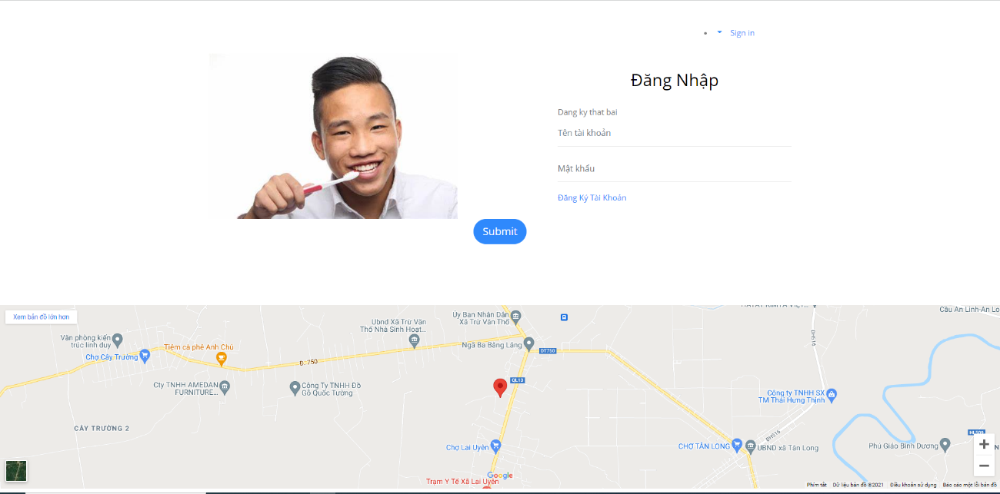 Sign in
Đăng Nhập
Dang ky that bai
Tên tài khoản
Mật khẩu
Đăng Ký Tài Khoản
Submit
Xem bản đồ lớn hơn
Ủy Ban Nhân Dân
Xã Trừ Văn Thố
Cầu An Linh-An Lo
Ubnd Xã Trừ Văn
Thố Nhà Sinh Hoạt...
Văn phòng kiến
trúc linh duy
Ngã Ba Bằng Lăng
Tiệm cà phê Anh Chú
ĐT750
Chợ Cây Trường
Đ. 750
ĐH516
QL13
Cty TNHH AMEDAN
FURNITURE...
Công Ty TNHH Đồ
Gỗ Quốc Tường
Công ty TNHH SX
TM Thái Hưng Thịnh
CÂY TRƯỜNG 2
ĐH516
Chợ Lai Uyên
CHỢ TÂN LONG
UBND xã Tân Long
Phú Giáo Bình Dương
Google
Trạm Y Tế Xã Lai Uyên
Phím tắt
Dữ liệu bản đồ ©2021
Điều khoản sử dụng
Báo cáo một lỗi bản đồ